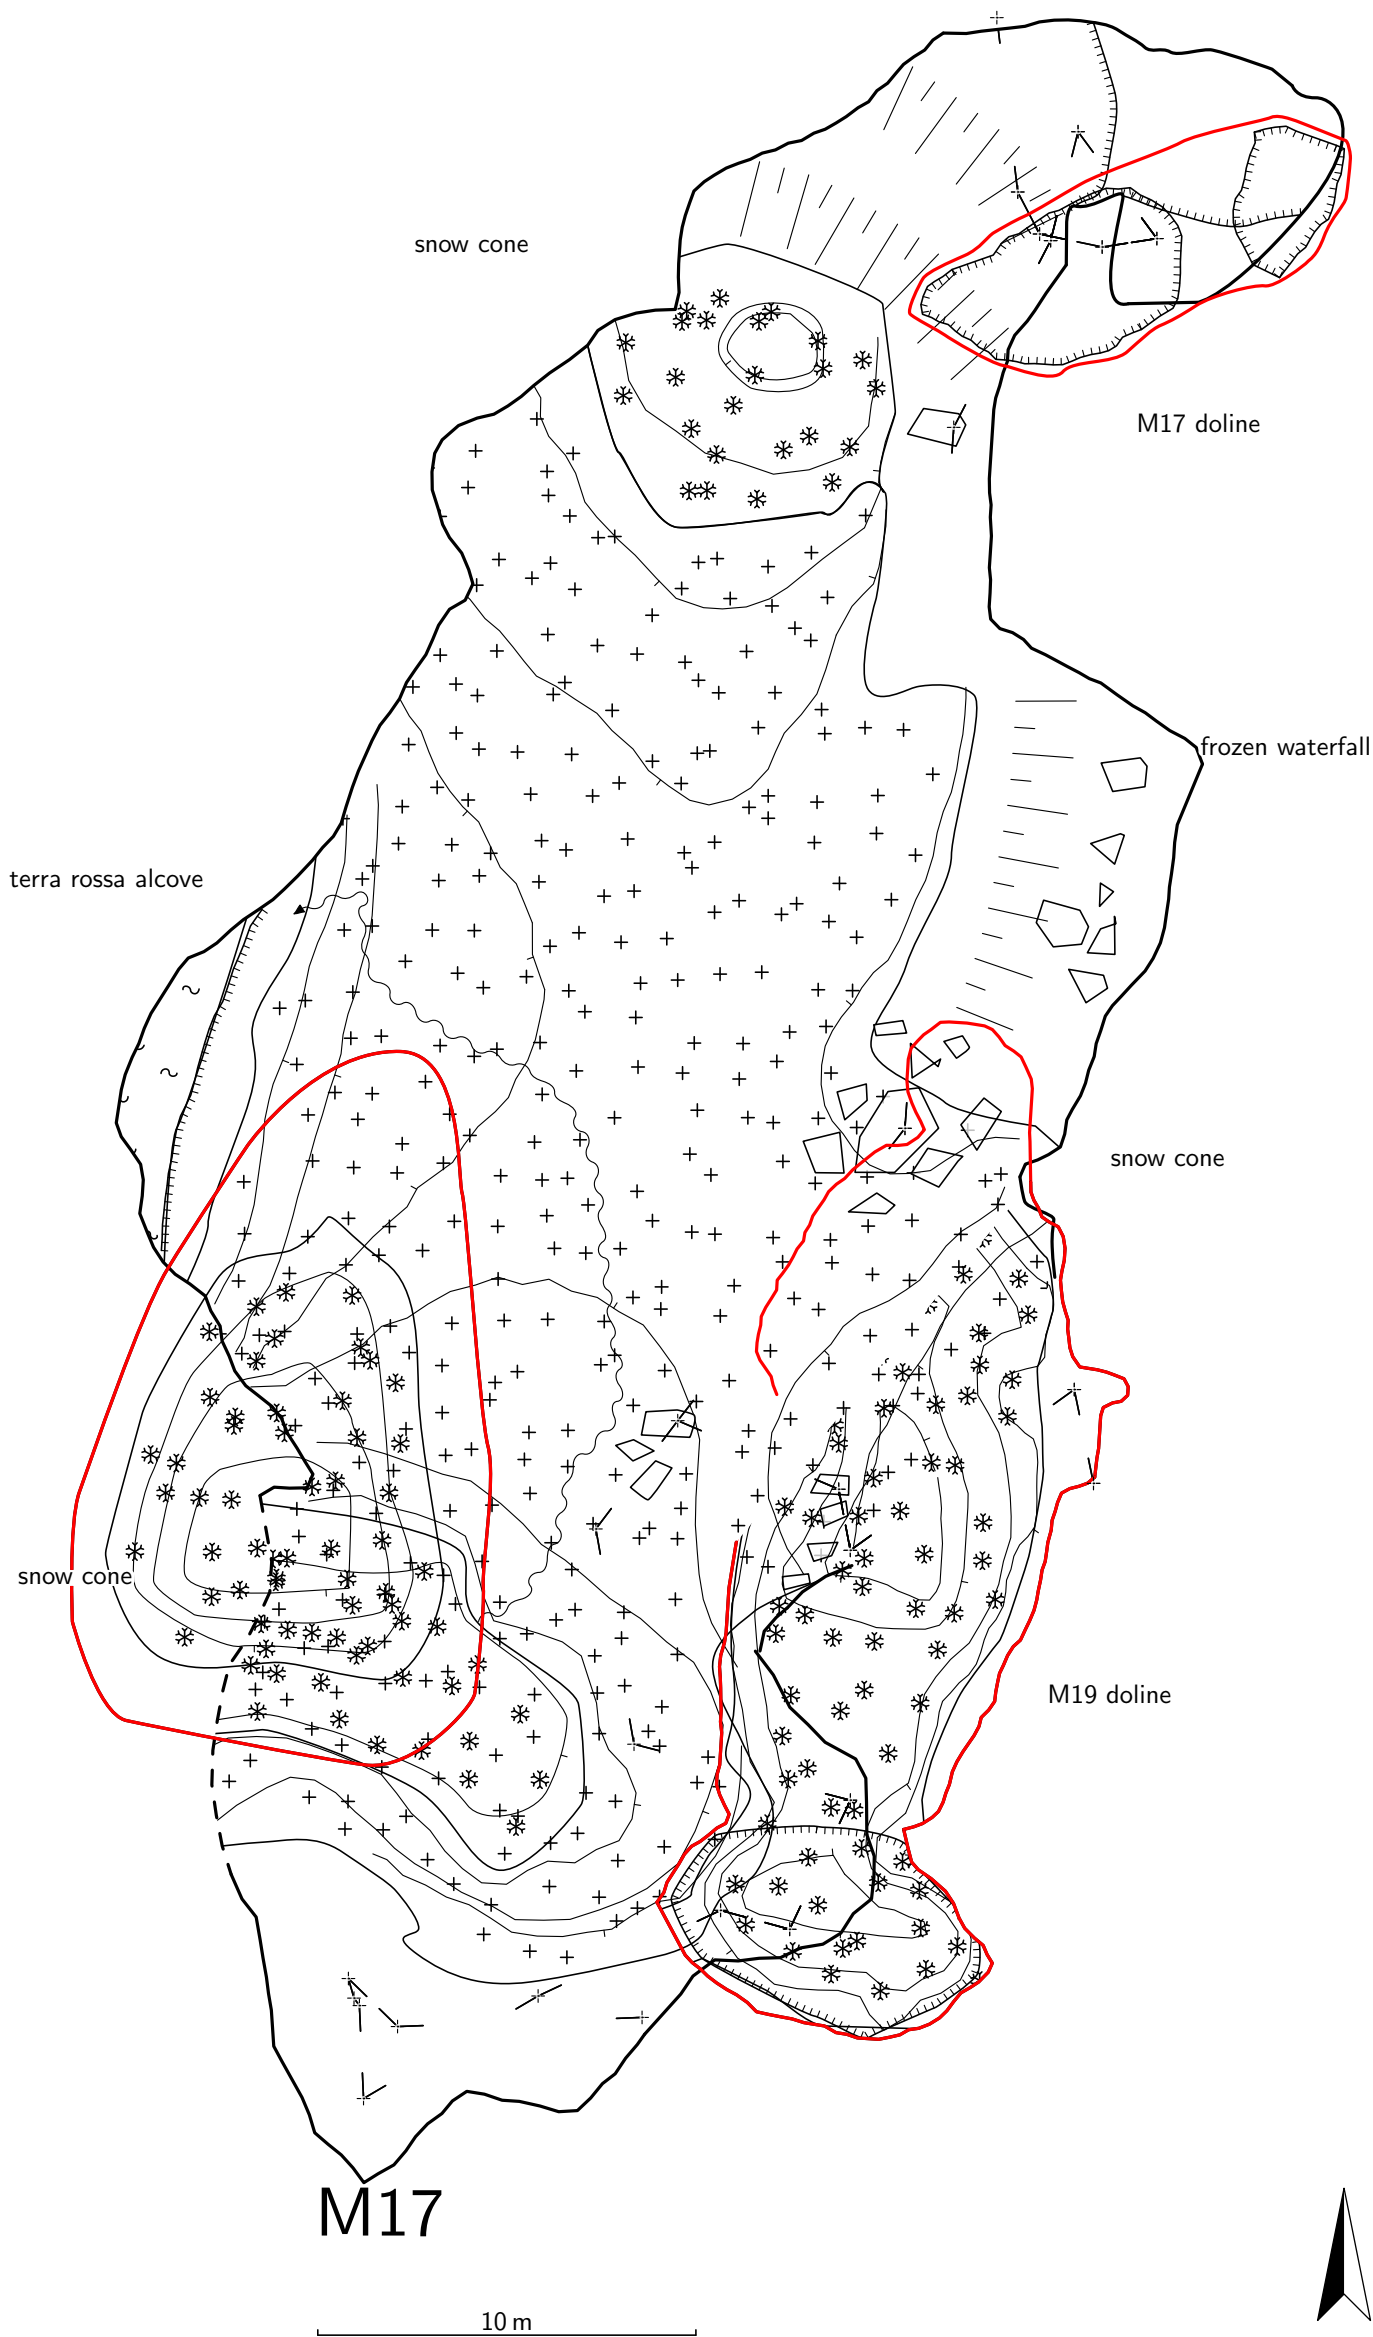 snow cone
M17 doline
frozen waterfall
terra rossa alcove
snow cone
snow cone
M19 doline
M17
10 m